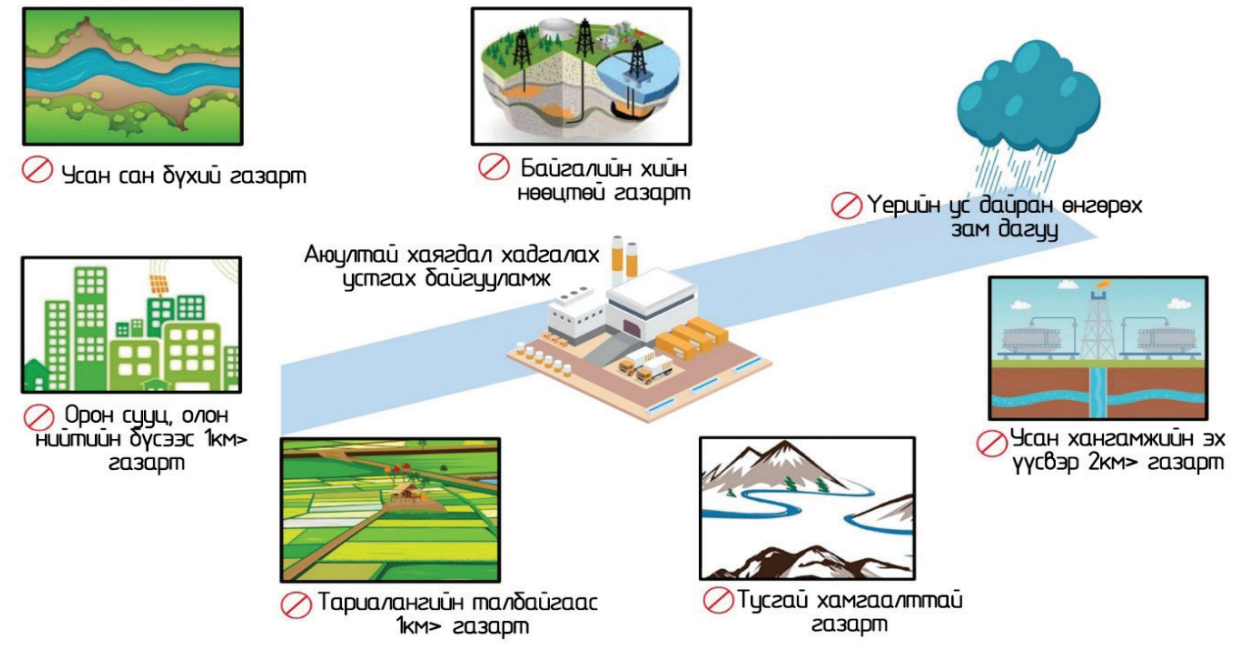 Усан сан бүхий газарт
Байгалийн хийн
нөөцтөй газарт
Үерийн ус дайран өнгөрөх
зам дагуу
Аюултай хаягдал хадгалах
устгах байгууламж
Орон сууц, олон
нийтийн бүсээс 1км>
газарт
Усан хангамжийн эх
үүсвэр 2км> газарт
Тариалангийн талбайгаас
1км> газарт
Тусгай хамгаалттай
газарт